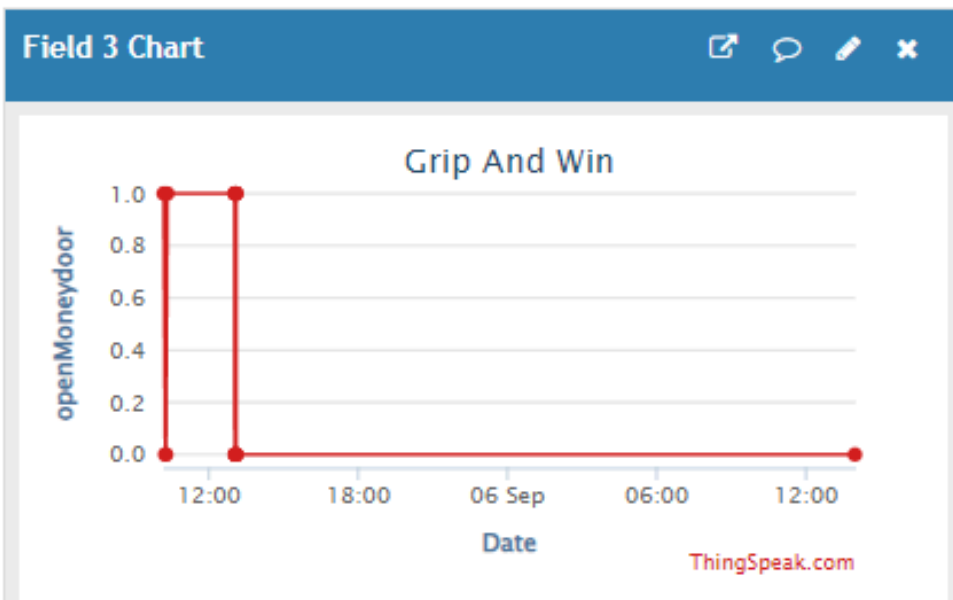 Field 3 Chart
Grip And Win
openMoneydoor
1.0
0.8
0.6
0.4
0.2
0.0
12:00 18:00 06 Sep 06:00 12:00
Date
ThingSpeak.com